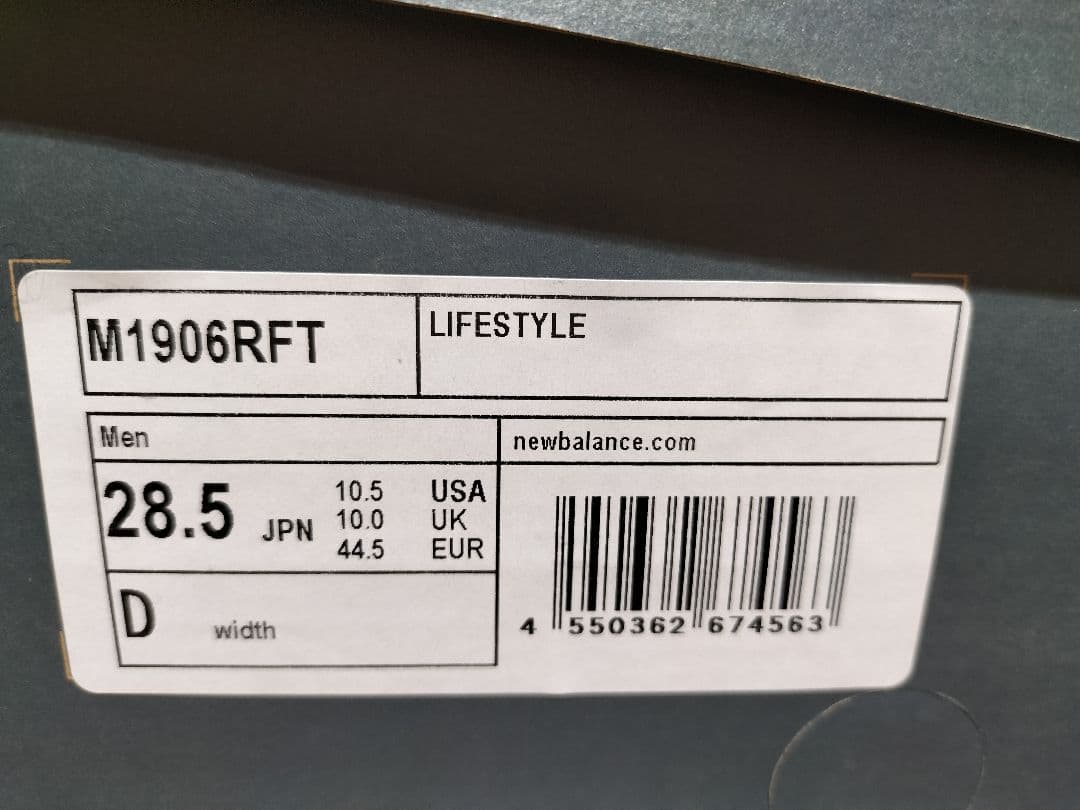 M1906RFT
LIFESTYLE
Men
newbalance.com
28.5 JPN
10.5 USA
10.0 UK
44.5 EUR
D width
4 550362 674563